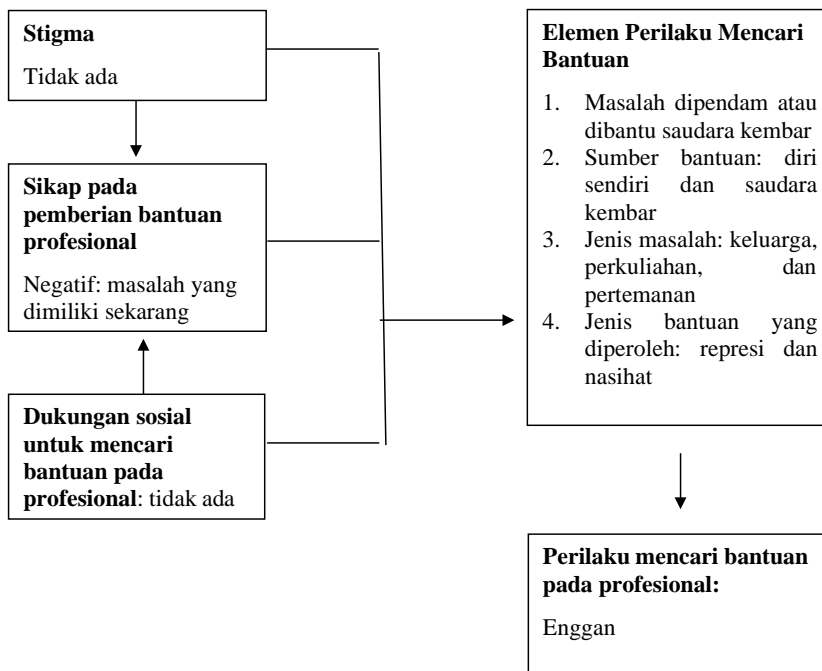 Stigma
Tidak ada
Sikap pada
pemberian bantuan
profesional
Negatif: masalah yang
dimiliki sekarang
Dukungan sosial
untuk mencari
bantuan pada
profesional: tidak ada
Elemen Perilaku Mencari
Bantuan
1. Masalah dipendam atau
dibantu saudara kembar
2. Sumber bantuan: diri
sendiri dan saudara
kembar
3. Jenis masalah: keluarga,
perkuliahan, dan
pertemanan
4. Jenis bantuan yang
diperoleh: represi dan
nasihat
Perilaku mencari bantuan
pada profesional:
Enggan